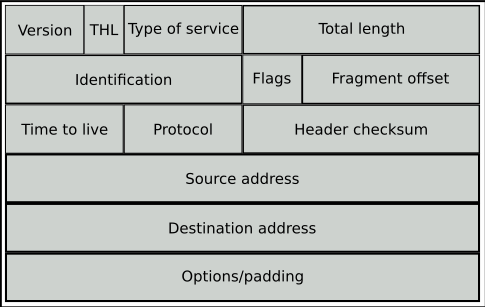 Version THL Type of service Total length
Identification Flags Fragment offset
Time to live Protocol Header checksum
Source address
Destination address
Options/padding